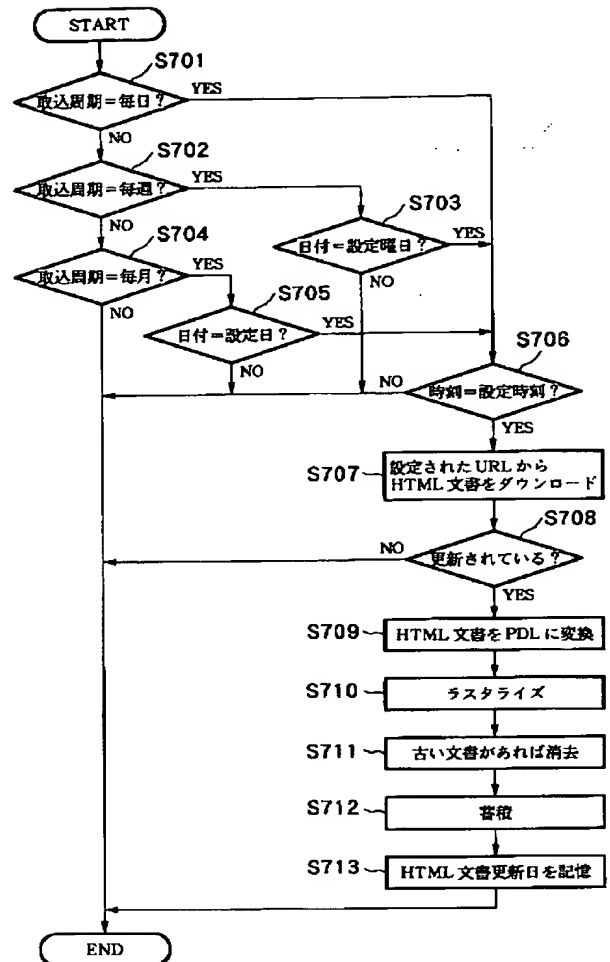 START
S701
取込周期=毎日?
YES
NO
S702
取込周期=毎週?
YES
NO
S703
日付=設定曜日?
YES
NO
S704
取込周期=毎月?
YES
NO
S705
日付=設定日?
YES
NO
S706
時刻=設定時刻?
NO
YES
S707
設定されたURLから
HTML文書をダウンロード
S708
更新されている?
NO
YES
S709
HTML文書をPDLに変換
S710
ラスタライズ
S711
古い文書があれば消去
S712
蓄積
S713
HTML文書更新日を記憶
END